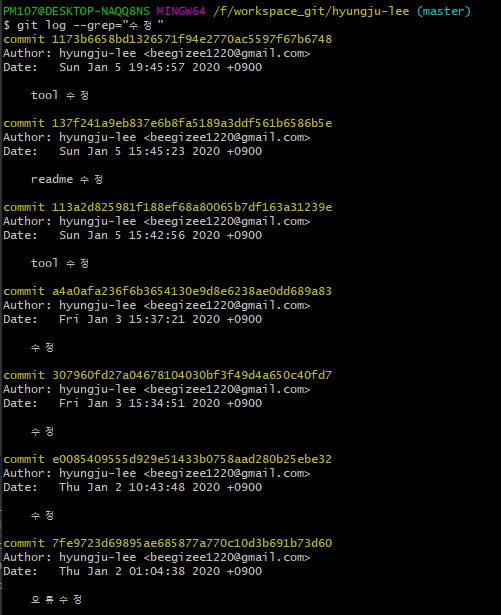 PM107@DESKTOP-NAQQ8NS MINGW64 /f/workspace_git/hyungju-lee (master)
$ git log --grep="수정"
commit 1173b6658bd1326571f94e2770ac5597f67b6748
Author: hyungju-lee <beegizee1220@gmail.com>
Date:   Sun Jan 5 19:45:57 2020 +0900
tool 수정
commit 137f241a9eb837e6b8fa5189a3ddf561b6586b5e
Author: hyungju-lee <beegizee1220@gmail.com>
Date:   Sun Jan 5 15:45:23 2020 +0900
readme 수정
commit 113a2d825981f188ef68a80065b7df163a31239e
Author: hyungju-lee <beegizee1220@gmail.com>
Date:   Sun Jan 5 15:42:56 2020 +0900
tool 수정
commit a4a0afa236f6b3654130e9d8e6238ae0dd689a83
Author: hyungju-lee <beegizee1220@gmail.com>
Date:   Fri Jan 3 15:37:21 2020 +0900
수정
commit 307960fd27a04678104030bf3f49d4a650c40fd7
Author: hyungju-lee <beegizee1220@gmail.com>
Date:   Fri Jan 3 15:34:51 2020 +0900
수정
commit e0085409555d929e51433b0758aad280b25ebe32
Author: hyungju-lee <beegizee1220@gmail.com>
Date:   Thu Jan 2 10:43:48 2020 +0900
수정
commit 7fe9723d69895ae685877a770c10d3b691b73d60
Author: hyungju-lee <beegizee1220@gmail.com>
Date:   Thu Jan 2 01:04:38 2020 +0900
오류수정